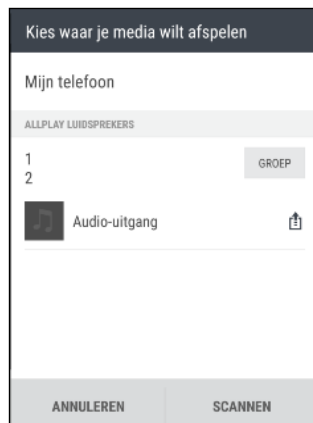 Kies waar je media wilt afspelen
Mijn telefoon
ALLPLAY LUIDSPREKERS
1
GROEP
2
Audio-uitgang
ANNULEREN
SCANNEN